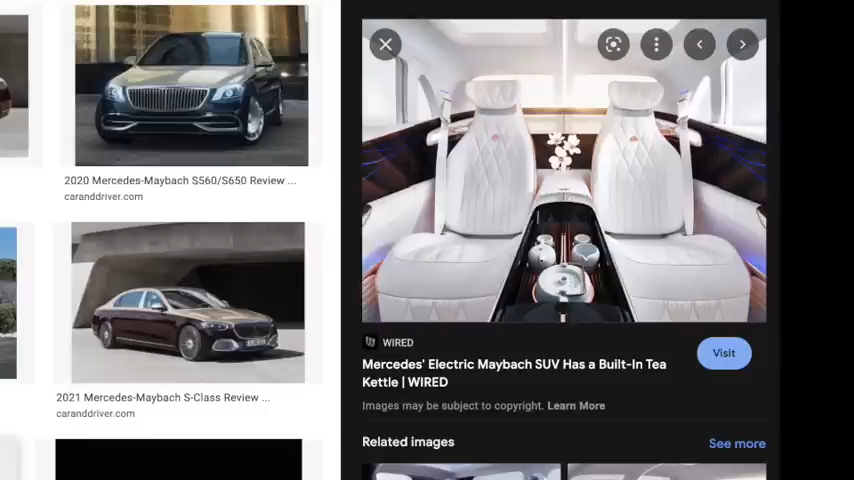 2020 Mercedes-Maybach S560/S650 Review ...
caranddriver.com
2021 Mercedes-Maybach S-Class Review ...
caranddriver.com
WIRED
Mercedes' Electric Maybach SUV Has a Built-In Tea
Kettle | WIRED
Visit
Images may be subject to copyright. Learn More
Related images
See more